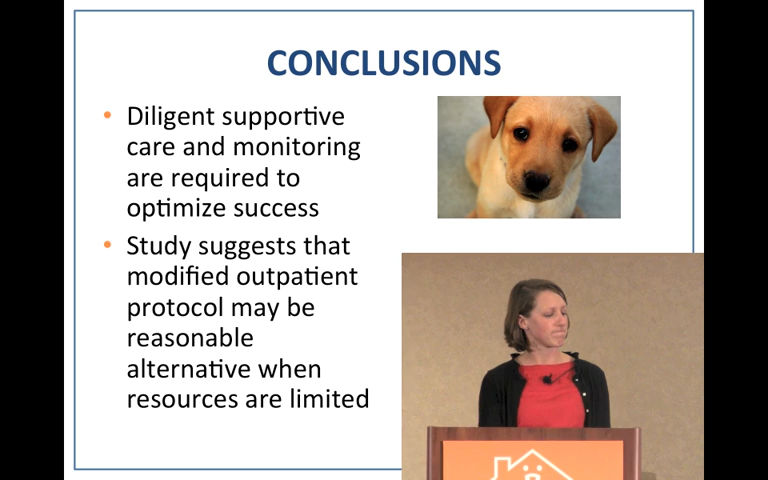 CONCLUSIONS
• Diligent supportive
care and monitoring
are required to
optimize success
• Study suggests that
modified outpatient
protocol may be
reasonable
alternative when
resources are limited